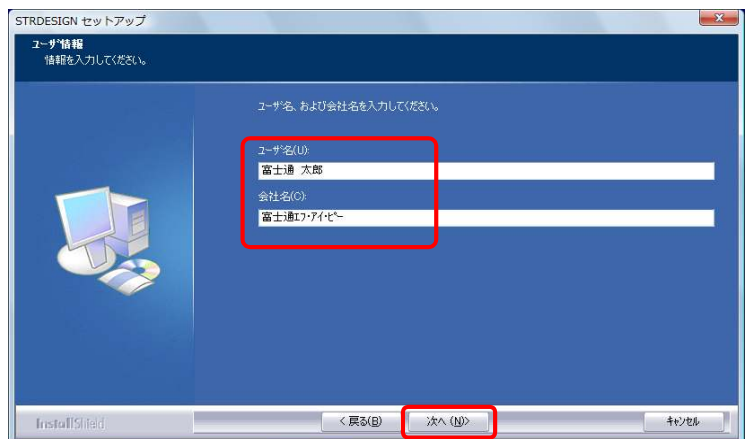 STRDESIGN セットアップ
ユーザ情報
情報を入力してください。
ユーザ名、および会社名を入力してください。
ユーザ名(U):
富士通 太郎
会社名(C):
富士通エフ・アイ・ピー
InstallShield
< 戻る(B)
次へ (N)>
キャンセル